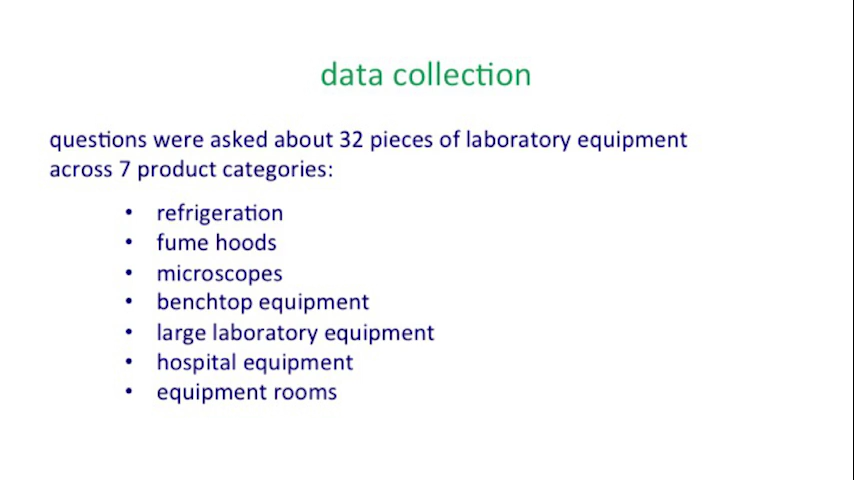 data collection
questions were asked about 32 pieces of laboratory equipment
across 7 product categories:
• refrigeration
• fume hoods
• microscopes
• benchtop equipment
• large laboratory equipment
• hospital equipment
• equipment rooms